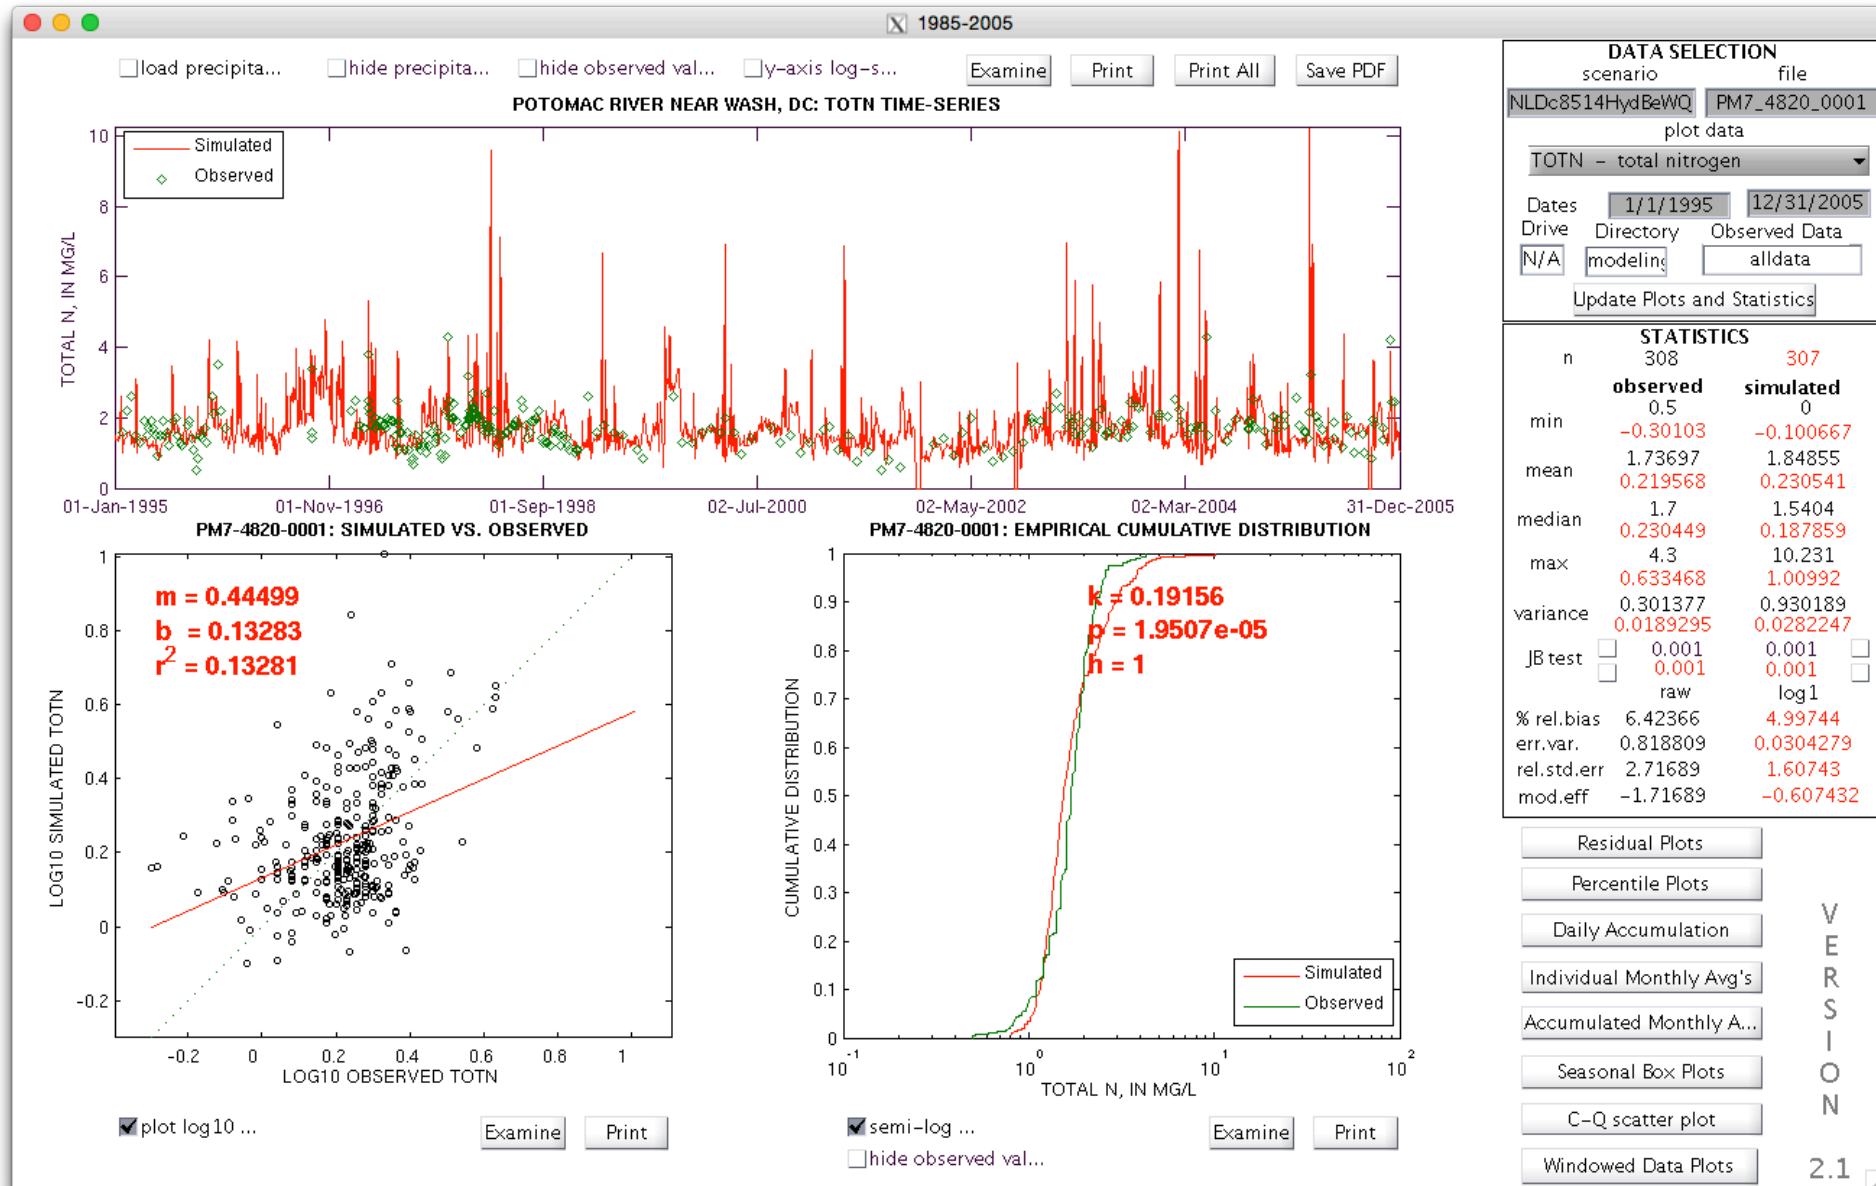 1985-2005
load precipita... hide precipita... hide observed val... y-axis log-s... Examine Print Print All Save PDF
POTOMAC RIVER NEAR WASH, DC: TOTN TIME-SERIES
Simulated
Observed
TOTAL N, IN MG/L
10
8
6
4
2
0
01-Jan-1995 01-Nov-1996 01-Sep-1998 02-Jul-2000 02-May-2002 02-Mar-2004 31-Dec-2005
PM7-4820-0001: SIMULATED VS. OBSERVED
m = 0.44499
b = 0.13283
r2 = 0.13281
LOG10 SIMULATED TOTN
1
0.8
0.6
0.4
0.2
0
-0.2
-0.2 0 0.2 0.4 0.6 0.8 1
LOG10 OBSERVED TOTN
plot log10 ... Examine Print
PM7-4820-0001: EMPIRICAL CUMULATIVE DISTRIBUTION
k = 0.19156
p = 1.9507e-05
h = 1
CUMULATIVE DISTRIBUTION
1
0.9
0.8
0.7
0.6
0.5
0.4
0.3
0.2
0.1
0
Simulated
Observed
10-1 100 101 102
TOTAL N, IN MG/L
semi-log ... Examine Print
hide observed val...
DATA SELECTION
scenario file
NLDc8514HydBeWQ PM7_4820_0001
plot data
TOTN - total nitrogen
Dates 1/1/1995 12/31/2005
Drive Directory Observed Data
N/A modeling alldata
Update Plots and Statistics
STATISTICS
n 308 307
observed simulated
min 0.5 0
-0.30103 -0.100667
mean 1.73697 1.84855
0.219568 0.230541
median 1.7 1.5404
0.230449 0.187859
max 4.3 10.231
0.633468 1.00992
variance 0.301377 0.930189
0.0189295 0.0282247
JB test 0.001 0.001
0.001 0.001
raw log1
% rel.bias 6.42366 4.99744
err.var. 0.818809 0.0304279
rel.std.err 2.71689 1.60743
mod.eff -1.71689 -0.607432
Residual Plots
Percentile Plots
Daily Accumulation
Individual Monthly Avg's
Accumulated Monthly A...
Seasonal Box Plots
C-Q scatter plot
Windowed Data Plots
VERSION
2.1